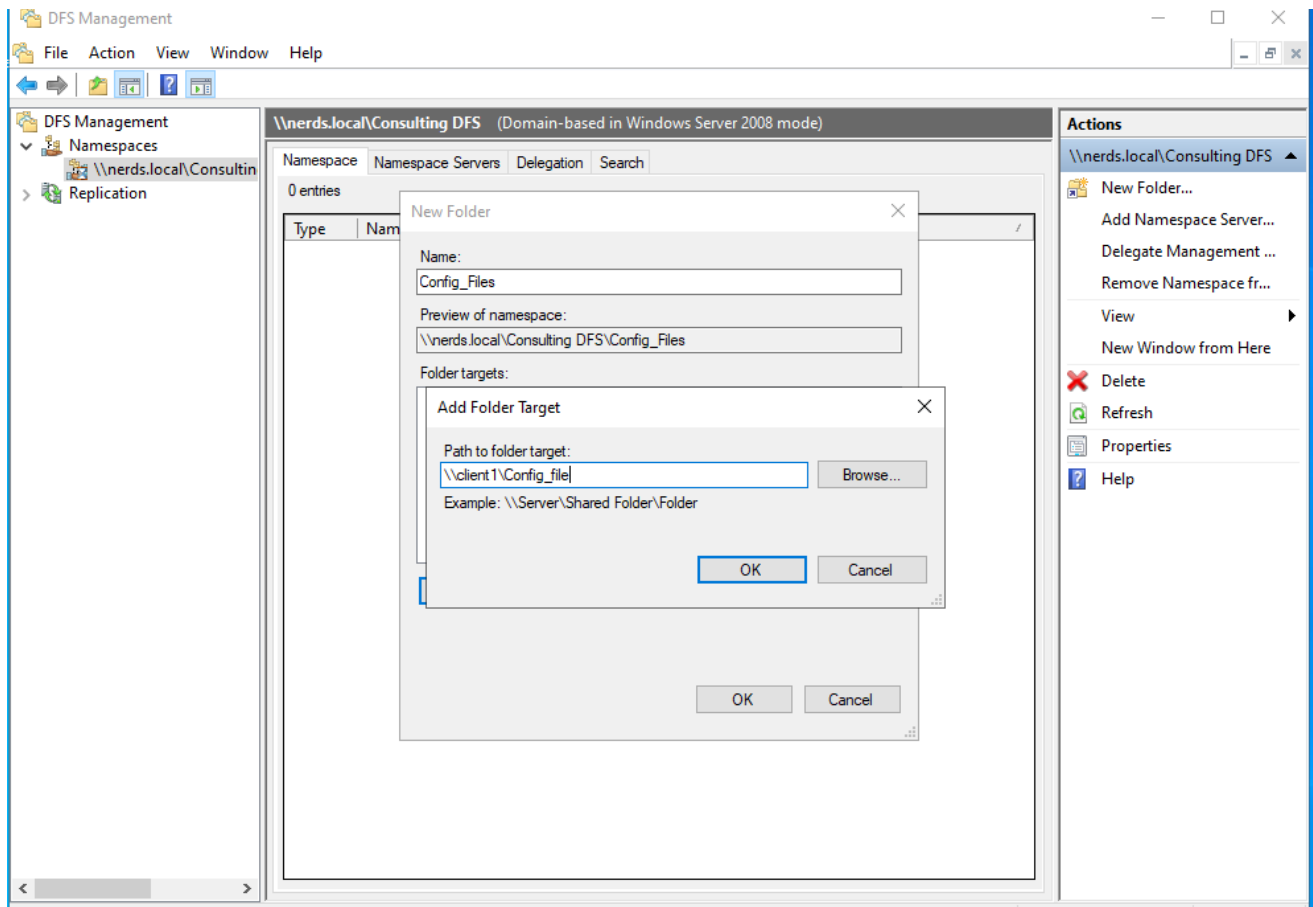 DFS Management
File Action View Window Help
DFS Management
Namespaces
\\nerds.local\Consultin
Replication
\\nerds.local\Consulting DFS (Domain-based in Windows Server 2008 mode)
Namespace Namespace Servers Delegation Search
0 entries
Type Nam
New Folder
Name:
Config_Files
Preview of namespace:
\\nerds.local\Consulting DFS\Config_Files
Folder targets:
Add Folder Target
Path to folder target:
\\client1\Config_file
Browse...
Example: \\Server\Shared Folder\Folder
OK Cancel
OK Cancel
Actions
\\nerds.local\Consulting DFS
New Folder...
Add Namespace Server...
Delegate Management ...
Remove Namespace fr...
View
New Window from Here
Delete
Refresh
Properties
Help